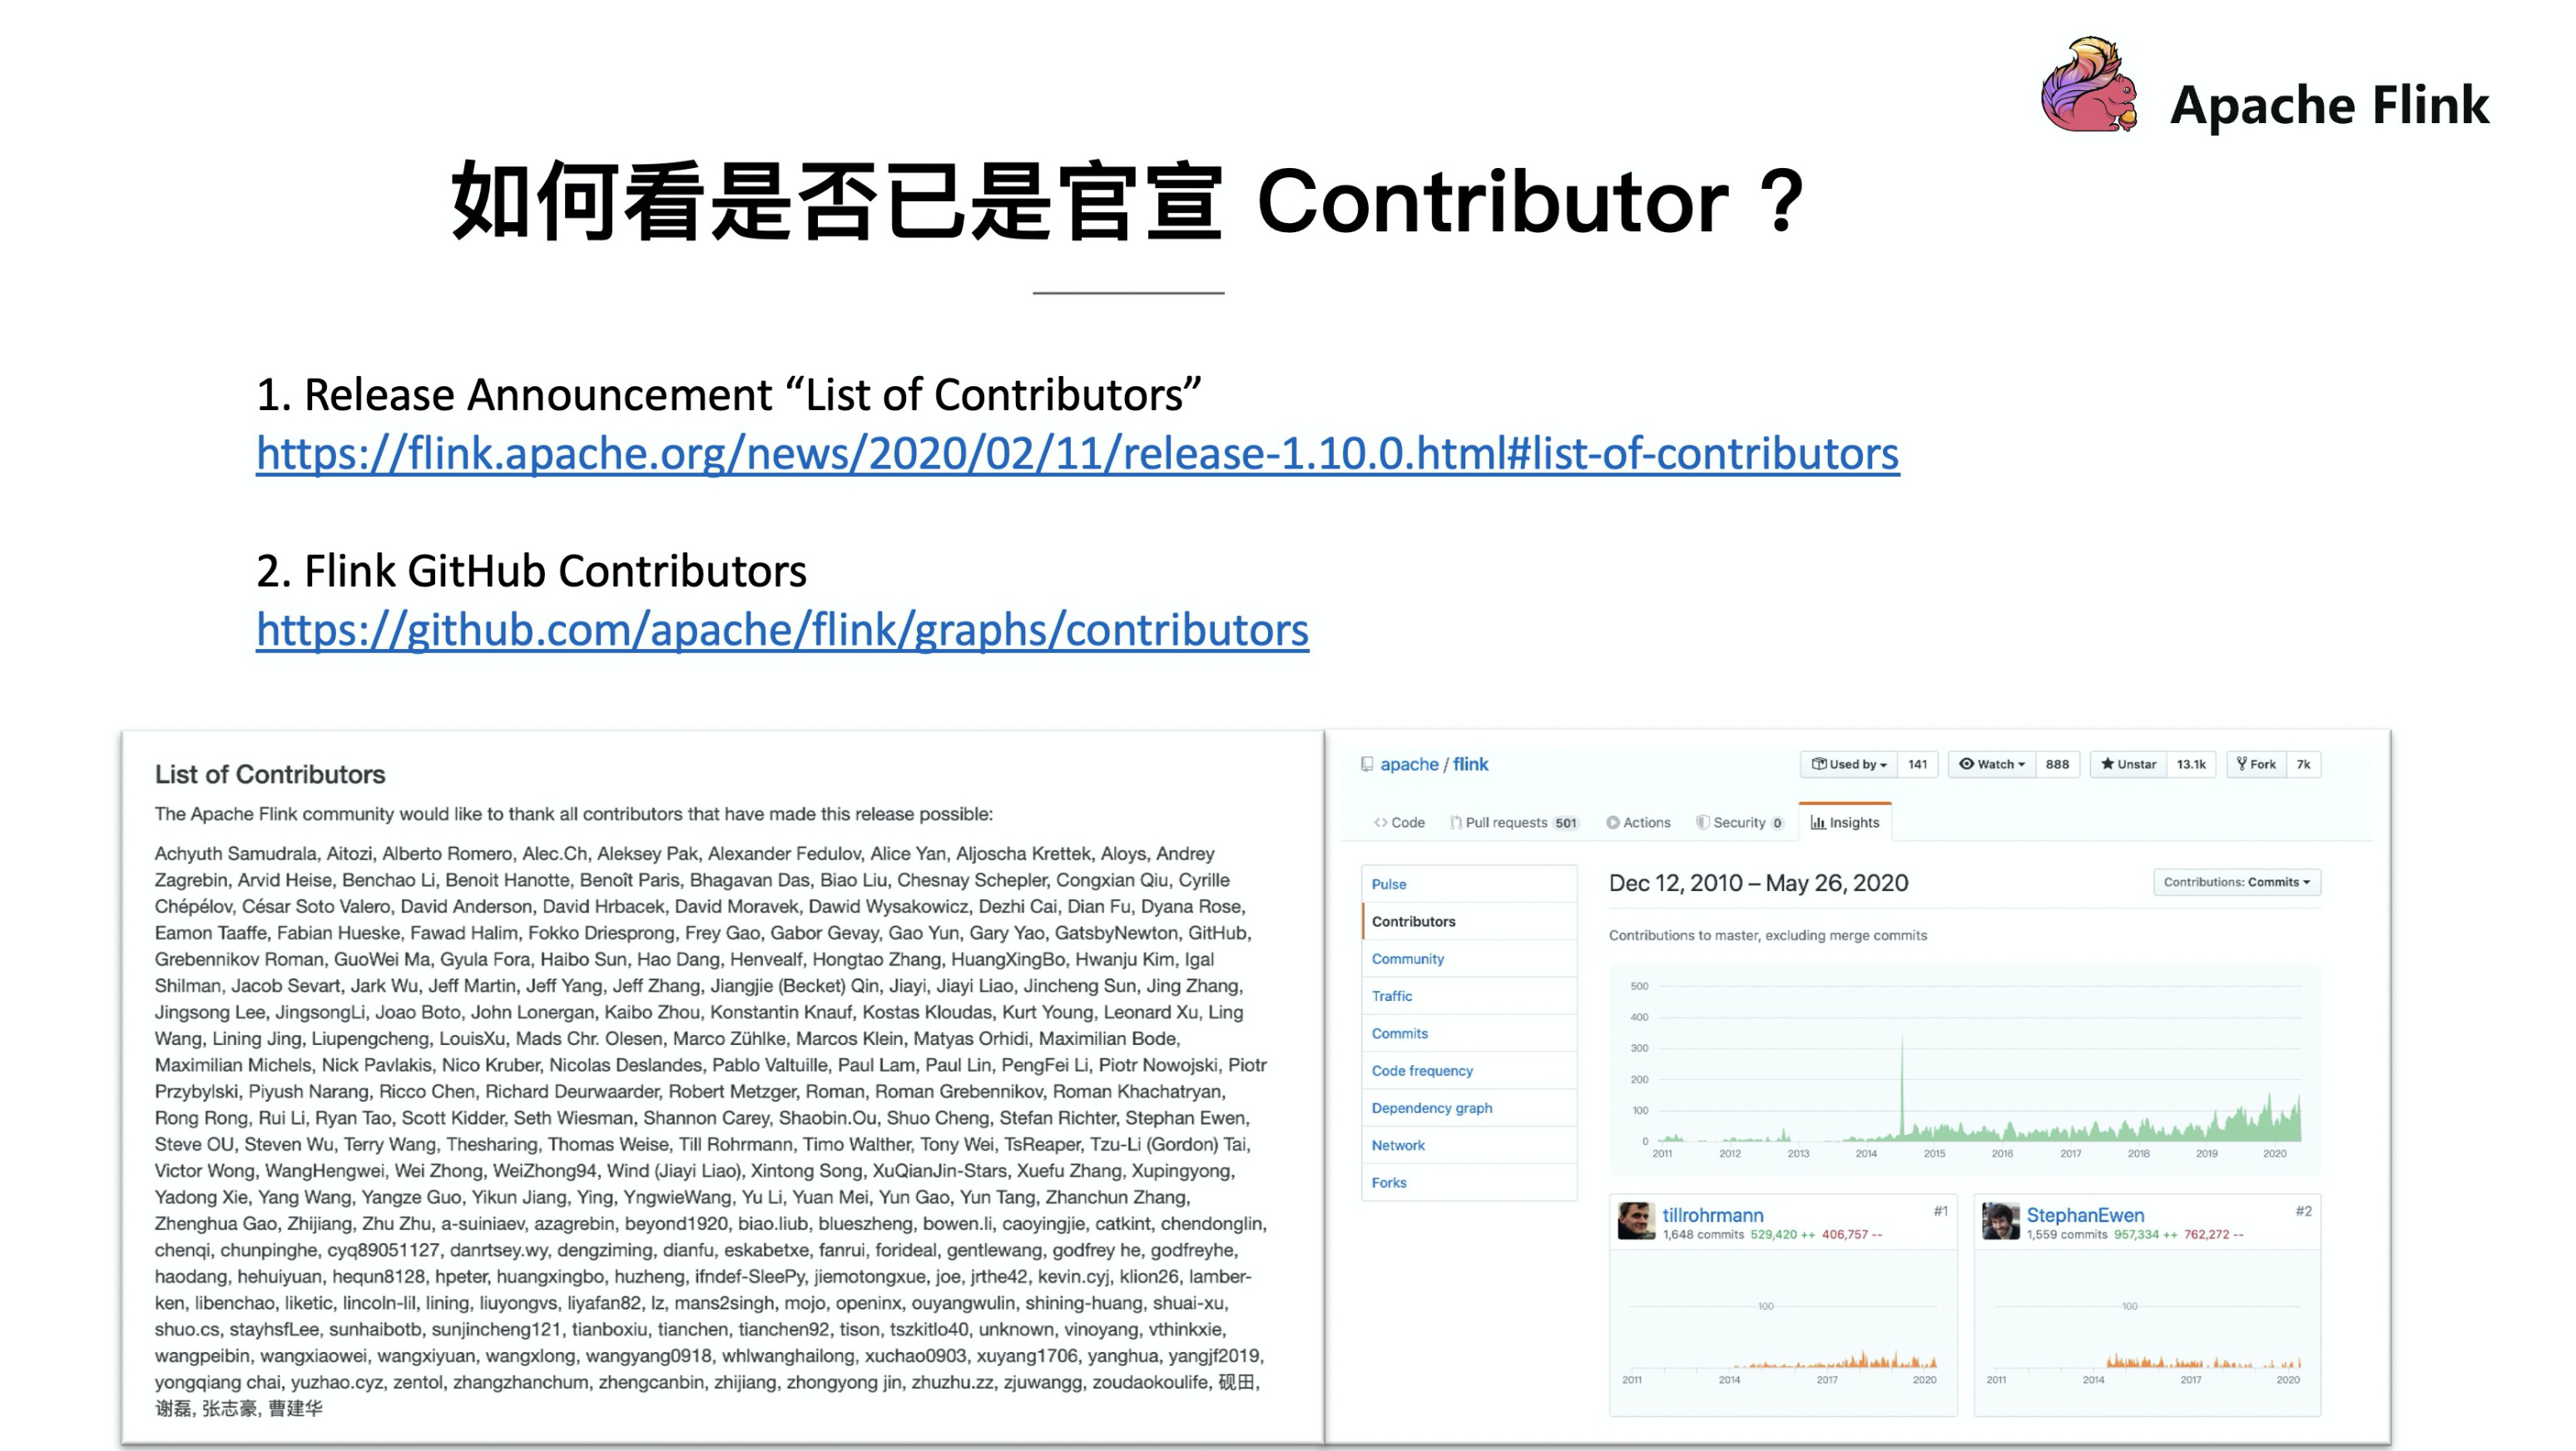 Apache Flink
如何看是否已是官宣 Contributor ?
1. Release Announcement “List of Contributors”
https://flink.apache.org/news/2020/02/11/release-1.10.0.html#list-of-contributors
2. Flink GitHub Contributors
https://github.com/apache/flink/graphs/contributors
List of Contributors
The Apache Flink community would like to thank all contributors that have made this release possible:
Achyuth Samudrala, Aitozi, Alberto Romero, Alec.Ch, Aleksey Pak, Alexander Fedulov, Alice Yan, Aljoscha Krettek, Aloys, Andrey
Zagrebin, Arvid Heise, Benchao Li, Benoit Hanotte, Benoît Paris, Bhagavan Das, Biao Liu, Chesnay Schepler, Congxian Qiu, Cyrille
Chépélov, César Soto Valero, David Anderson, David Hrbacek, David Moravek, Dawid Wysakowicz, Dezhi Cai, Dian Fu, Dyana Rose,
Eamon Taaffe, Fabian Hueske, Fawad Halim, Fokko Driesprong, Frey Gao, Gabor Gevay, Gao Yun, Gary Yao, GatsbyNewton, GitHub,
Grebennikov Roman, GuoWei Ma, Gyula Fora, Haibo Sun, Hao Dang, Henvealf, Hongtao Zhang, HuangXingBo, Hwanju Kim, Igal
Shilman, Jacob Sevart, Jark Wu, Jeff Martin, Jeff Yang, Jeff Zhang, Jiangjie (Becket) Qin, Jiayi, Jiayi Liao, Jincheng Sun, Jing Zhang,
Jingsong Lee, JingsongLi, Joao Boto, John Lonergan, Kaibo Zhou, Konstantin Knauf, Kostas Kloudas, Kurt Young, Leonard Xu, Ling
Wang, Lining Jing, Liupengcheng, LouisXu, Mads Chr. Olesen, Marco Zühlke, Marcos Klein, Matyas Orhidi, Maximilian Bode,
Maximilian Michels, Nick Pavlakis, Nico Kruber, Nicolas Deslandes, Pablo Valtuille, Paul Lam, Paul Lin, PengFei Li, Piotr Nowojski, Piotr
Przybylski, Piyush Narang, Ricco Chen, Richard Deurwaarder, Robert Metzger, Roman, Roman Grebennikov, Roman Khachatryan,
Rong Rong, Rui Li, Ryan Tao, Scott Kidder, Seth Wiesman, Shannon Carey, Shaobin.Ou, Shuo Cheng, Stefan Richter, Stephan Ewen,
Steve OU, Steven Wu, Terry Wang, Thesharing, Thomas Weise, Till Rohrmann, Timo Walther, Tony Wei, TsReaper, Tzu-Li (Gordon) Tai,
Victor Wong, WangHengwei, Wei Zhong, WeiZhong94, Wind (Jiayi Liao), Xintong Song, XuQianJin-Stars, Xuefu Zhang, Xupingyong,
Yadong Xie, Yang Wang, Yangze Guo, Yikun Jiang, Ying, YngwieWang, Yu Li, Yuan Mei, Yun Gao, Yun Tang, Zhanchun Zhang,
Zhenghua Gao, Zhijiang, Zhu Zhu, a-suiniaev, azagrebin, beyond1920, biao.liub, blueszheng, bowen.li, caoyingjie, catkint, chendonglin,
chenqi, chunpinghe, cyq89051127, danrtsey.wy, dengziming, dianfu, eskabetxe, fanrui, forideal, gentlewang, godfrey he, godfreyhe,
haodang, hehuiyuan, hequn8128, hpeter, huangxingbo, huzheng, ifndef-SleePy, jiemotongxue, joe, jrthe42, kevin.cyj, klion26, lamber-
ken, libenchao, liketic, lincoln-lil, lining, liuyongvs, liyafan82, lz, mans2singh, mojo, openinx, ouyangwulin, shining-huang, shuai-xu,
shuo.cs, stayhsfLee, sunhaibotb, sunjincheng121, tianboxiu, tianchen, tianchen92, tison, tszkitlo40, unknown, vinoyang, vthinkxie,
wangpeibin, wangxiaowei, wangxiyuan, wangxlong, wangyang0918, whlwanghailong, xuchao0903, xuyang1706, yanghua, yangjf2019,
yongqiang chai, yuzhao.cyz, zentol, zhangzhanchum, zhengcanbin, zhijiang, zhongyong jin, zhuzhu.zz, zjuwangg, zoudaokoulife, 砚田,
谢磊, 张志豪, 曹建华
apache / flink
Used by 141 Watch 888 Unstar 13.1k Fork 7k
Code Pull requests 501 Actions Security 0 Insights
Pulse
Contributors
Community
Traffic
Commits
Code frequency
Dependency graph
Network
Forks
Dec 12, 2010 – May 26, 2020
Contributions: Commits
Contributions to master, excluding merge commits
500
400
300
200
100
0
2011 2012 2013 2014 2015 2016 2017 2018 2019 2020
tillrohrmann #1
1,648 commits 529,420 ++ 406,757 --
100
2011 2014 2017 2020
StephanEwen #2
1,559 commits 957,334 ++ 762,272 --
100
2011 2014 2017 2020